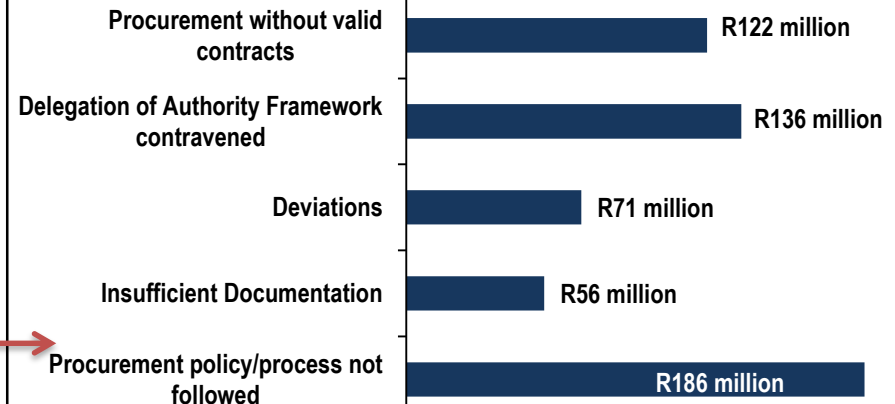 Procurement without valid
contracts
R122 million
Delegation of Authority Framework
contravened
R136 million
Deviations
R71 million
Insufficient Documentation
R56 million
Procurement policy/process not
followed
R186 million